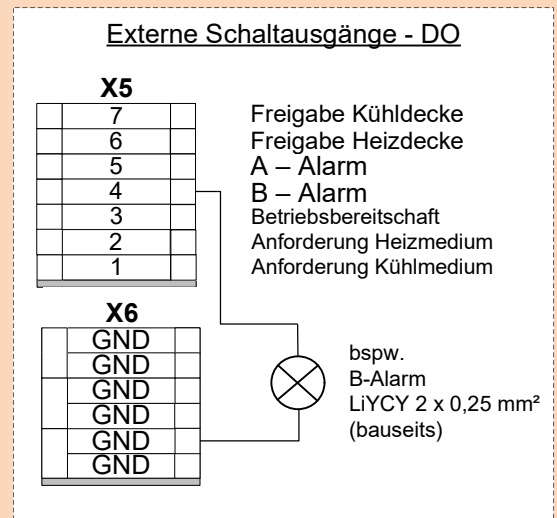 Externe Schaltausgänge - DO
X5
7 Freigabe Kühldecke
6 Freigabe Heizdecke
5 A – Alarm
4 B – Alarm
3 Betriebsbereitschaft
2 Anforderung Heizmedium
1 Anforderung Kühlmedium
X6
GND
GND
GND
GND
GND
GND
bspw.
B-Alarm
LiYCY 2 x 0,25 mm²
(bauseits)